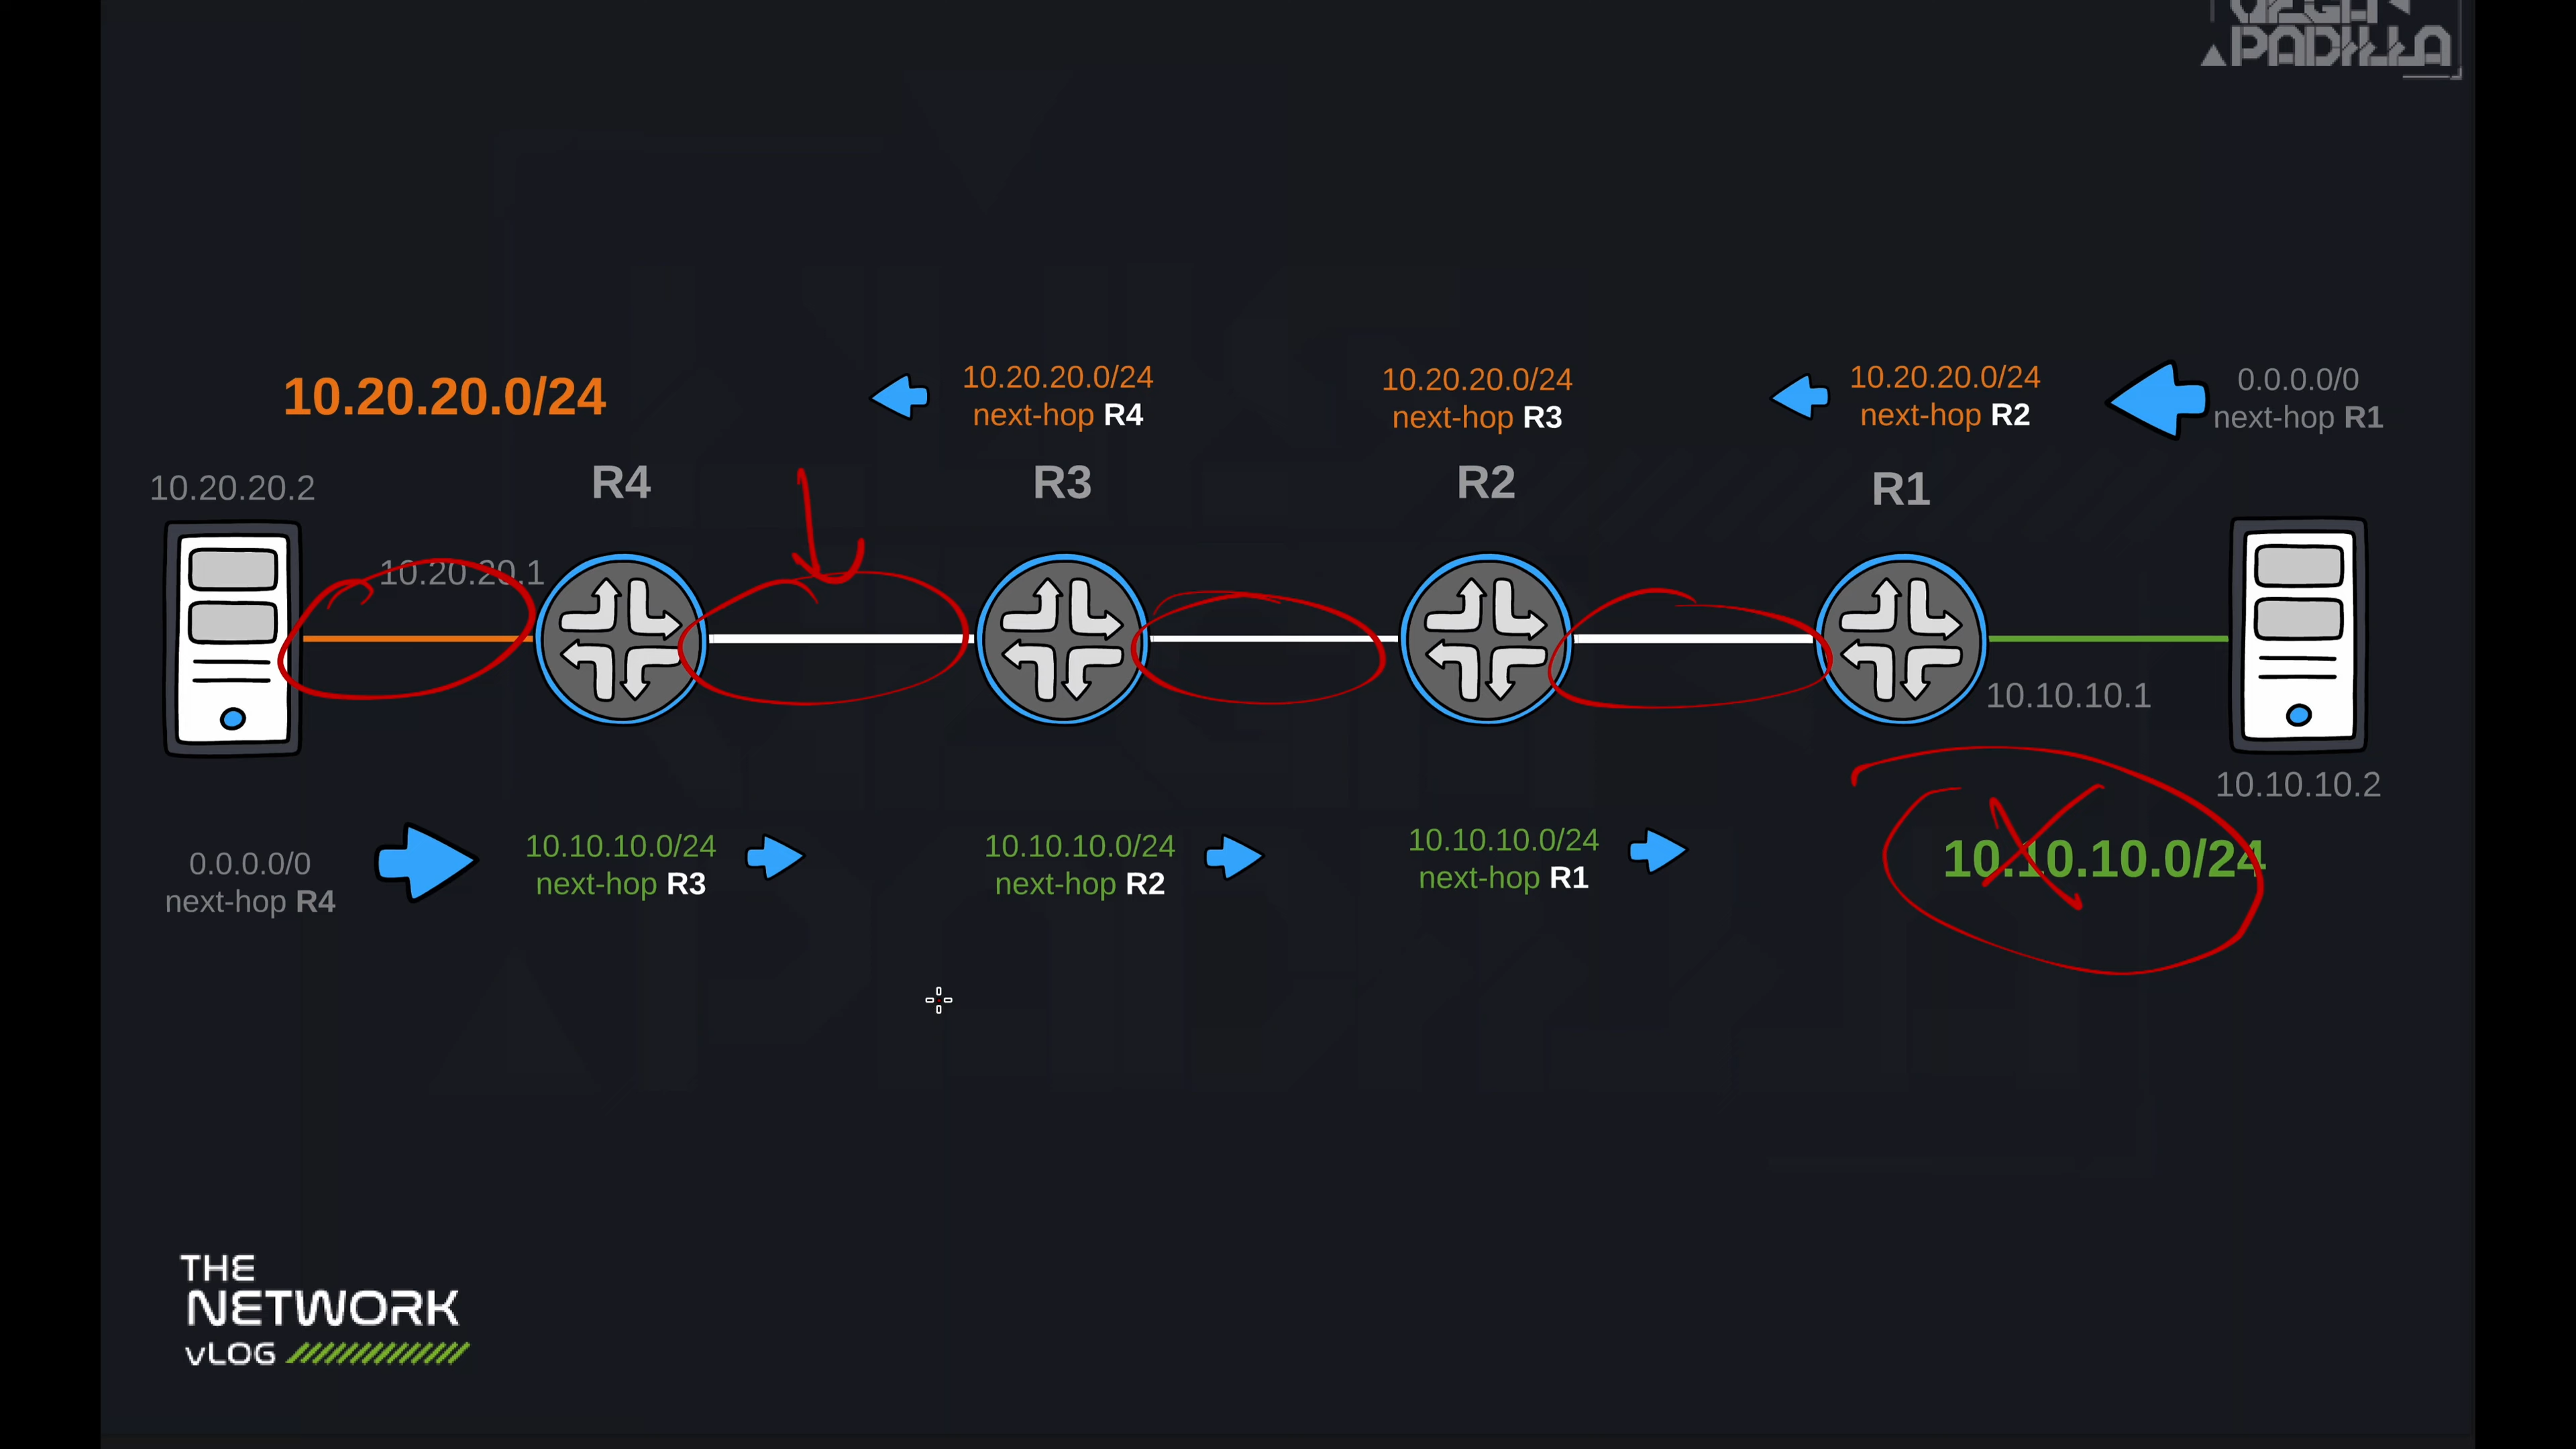 PADILLA
10.20.20.0/24
10.20.20.0/24
next-hop R4
10.20.20.0/24
next-hop R3
10.20.20.0/24
next-hop R2
0.0.0.0/0
next-hop R1
10.20.20.2
R4
R3
R2
R1
10.20.20.1
10.10.10.1
10.10.10.2
0.0.0.0/0
next-hop R4
10.10.10.0/24
next-hop R3
10.10.10.0/24
next-hop R2
10.10.10.0/24
next-hop R1
10.10.10.0/24
THE
NETWORK
vLOG